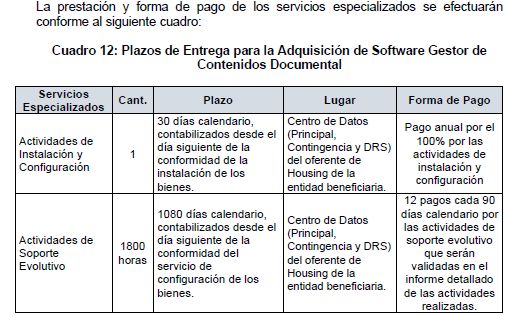 La prestación y forma de pago de los servicios especializados se efectuarán
conforme al siguiente cuadro:
Cuadro 12: Plazos de Entrega para la Adquisición de Software Gestor de
Contenidos Documental
Servicios
Especializados
Cant.
Plazo
Lugar
Forma de Pago
Actividades de
Instalación y
Configuración
1
30 días calendario,
contabilizados desde el
día siguiente de la
conformidad de la
instalación de los
bienes.
Centro de Datos
(Principal,
Contingencia y DRS)
del oferente de
Housing de la
entidad beneficiaria.
Pago anual por el
100% por las
actividades de
instalación y
configuración
Actividades de
Soporte
Evolutivo
1800
horas
1080 días calendario,
contabilizados desde el
día siguiente de la
conformidad del
servicio de
configuración de los
bienes.
Centro de Datos
(Principal,
Contingencia y DRS)
del oferente de
Housing de la
entidad beneficiaria.
12 pagos cada 90
días calendario por
las actividades de
soporte evolutivo
que serán
validadas en el
informe detallado
de las actividades
realizadas.